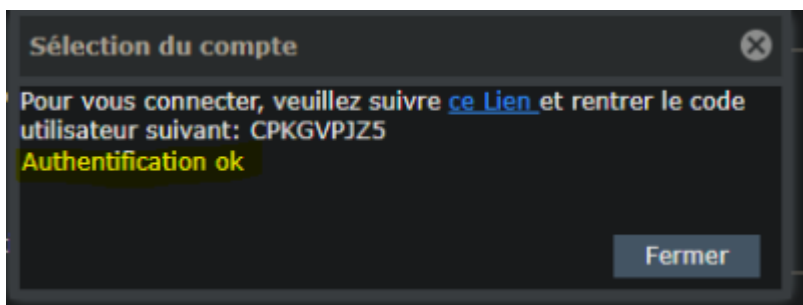 Sélection du compte
Pour vous connecter, veuillez suivre ce Lien et rentrer le code
utilisateur suivant: CPKGVPJZ5
Authentification ok
Fermer